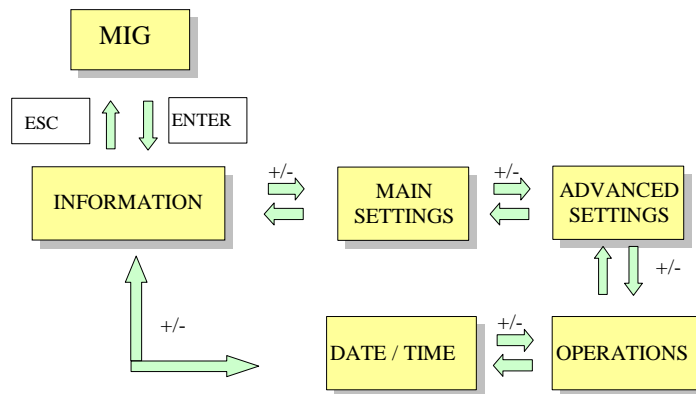 MIG
ESC
ENTER
INFORMATION
+/-
MAIN
SETTINGS
+/-
ADVANCED
SETTINGS
+/-
+/-
DATE / TIME
+/-
OPERATIONS